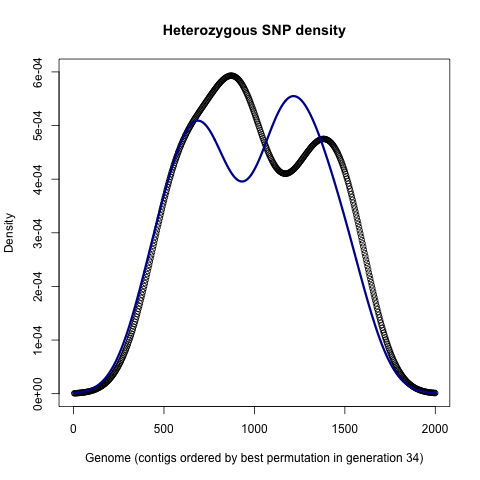 Heterozygous SNP density
Density
0e+00
1e-04
2e-04
3e-04
4e-04
5e-04
6e-04
0
500
1000
1500
2000
Genome (contigs ordered by best permutation in generation 34)